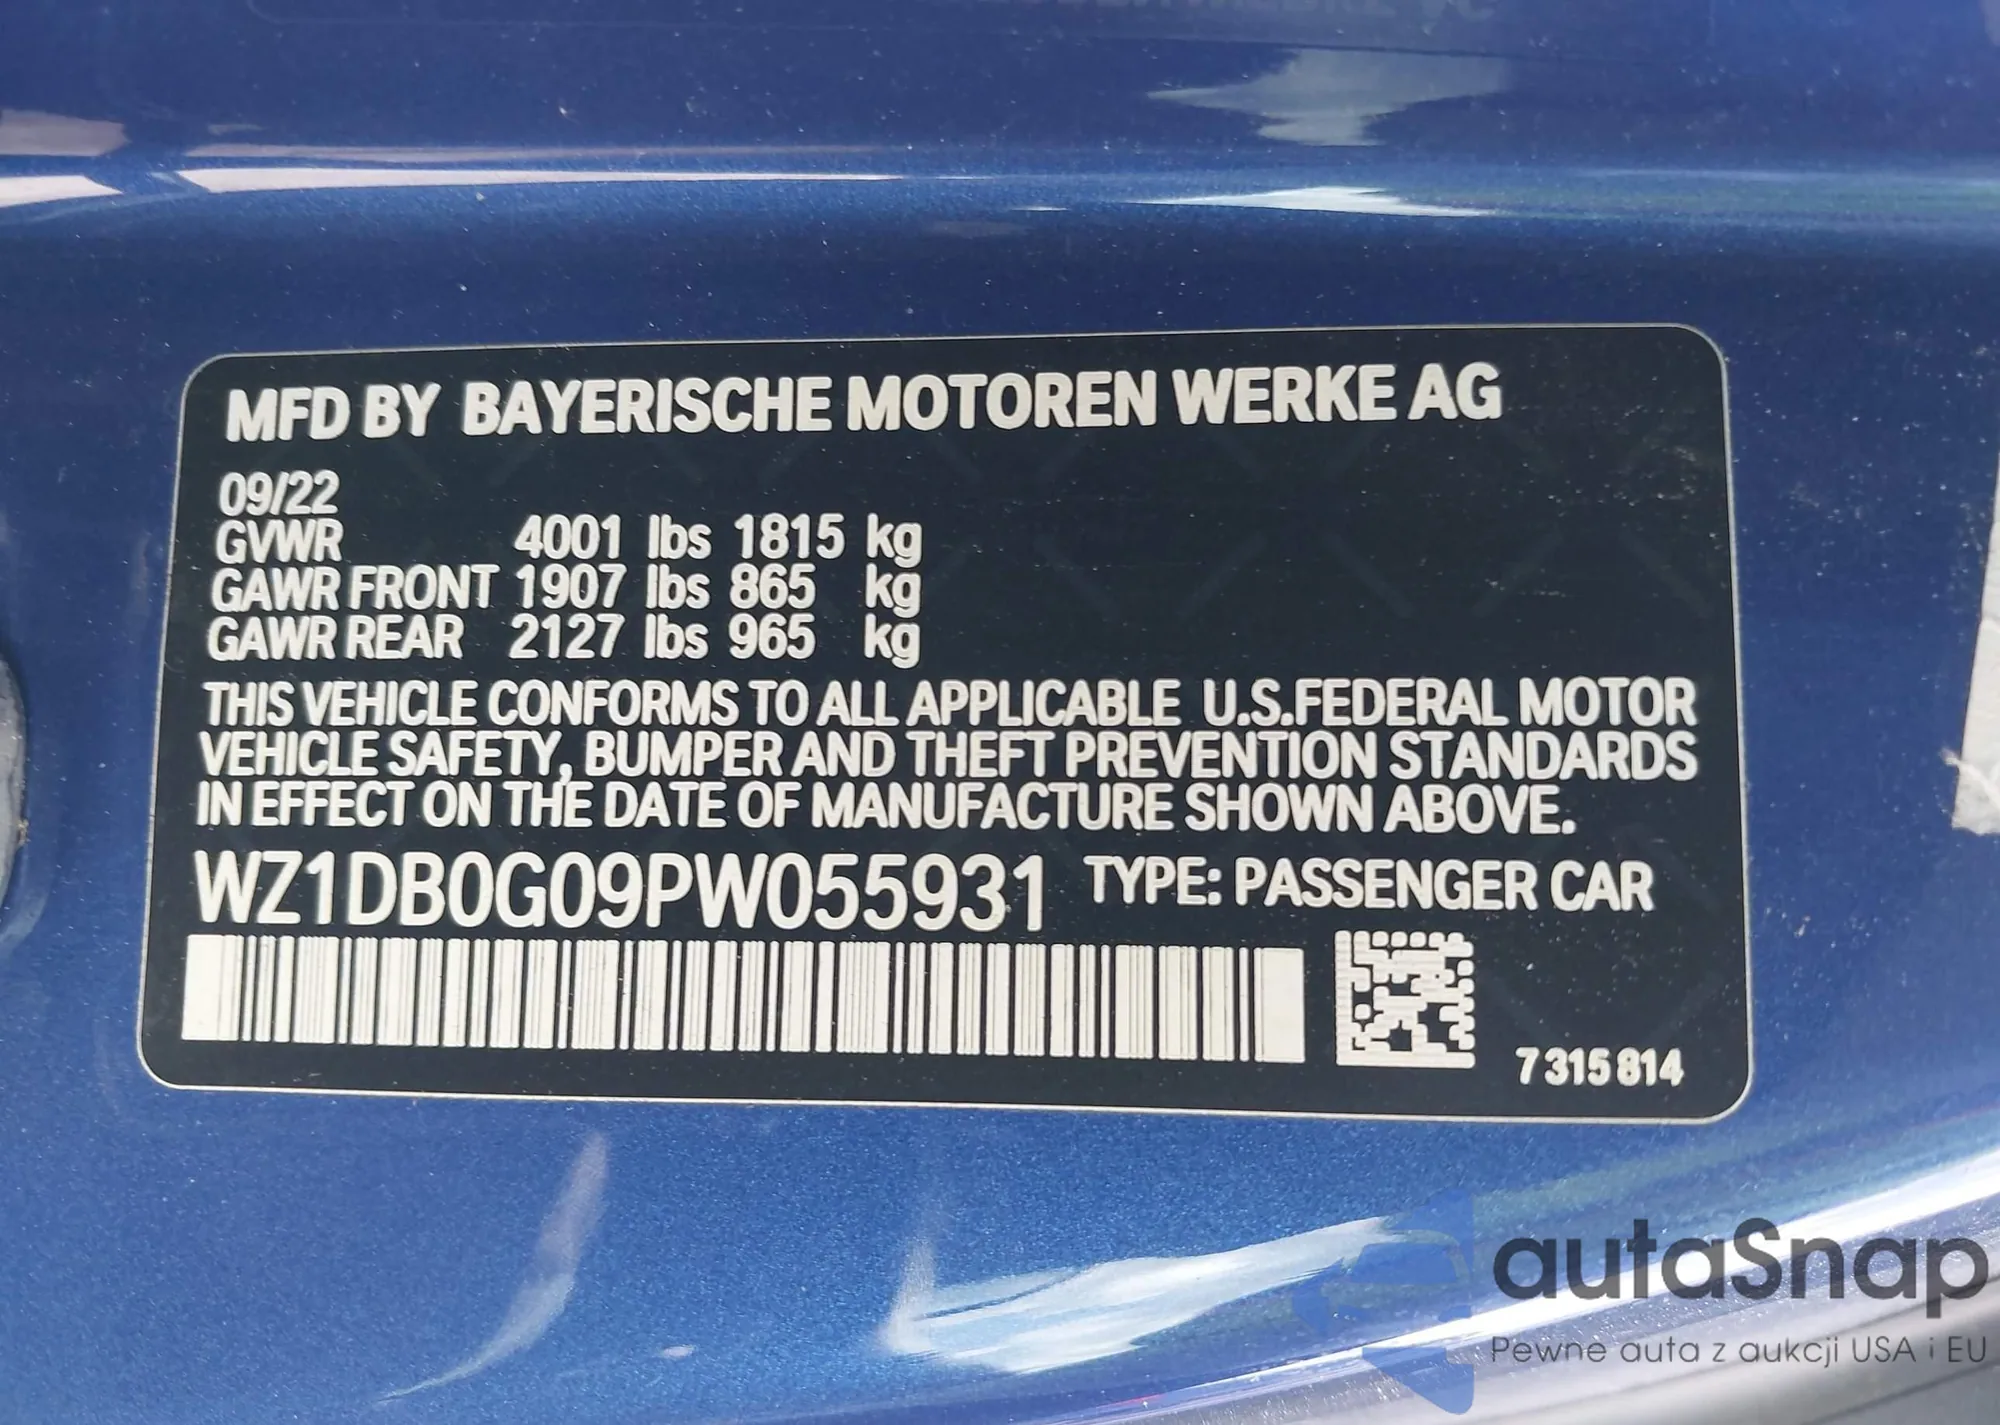 MFD BY BAYERISCHE MOTOREN WERKE AG
09/22
GVWR 4001 lbs 1815 kg
GAWR FRONT 1907 lbs 865 kg
GAWR REAR 2127 lbs 965 kg
THIS VEHICLE CONFORMS TO ALL APPLICABLE U.S.FEDERAL MOTOR
VEHICLE SAFETY, BUMPER AND THEFT PREVENTION STANDARDS
IN EFFECT ON THE DATE OF MANUFACTURE SHOWN ABOVE.
WZ1DB0G09PW055931 TYPE: PASSENGER CAR
7 315 814
autaSnap
Pewne auta z aukcji USA i EU